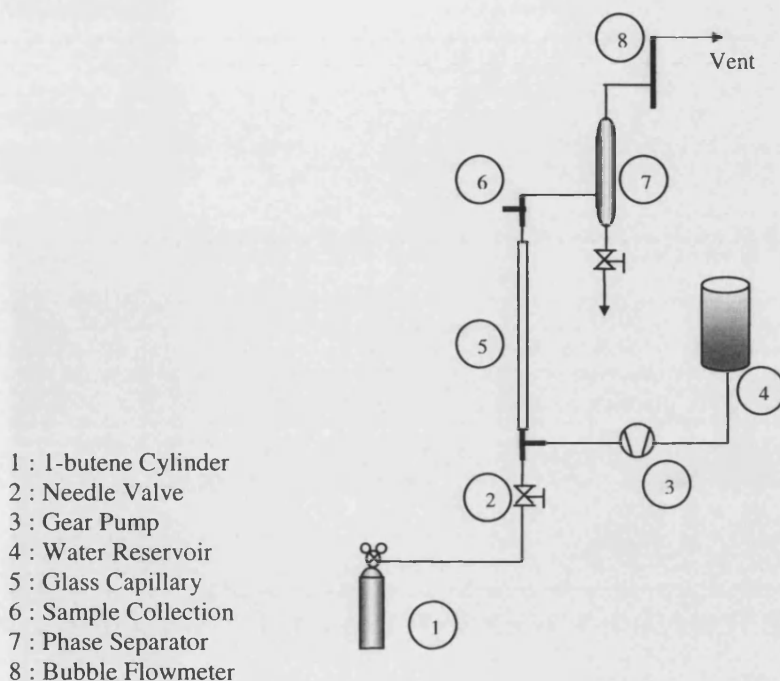 8
Vent
6
7
5
4
3
2
1
1 : 1-butene Cylinder
2 : Needle Valve
3 : Gear Pump
4 : Water Reservoir
5 : Glass Capillary
6 : Sample Collection
7 : Phase Separator
8 : Bubble Flowmeter